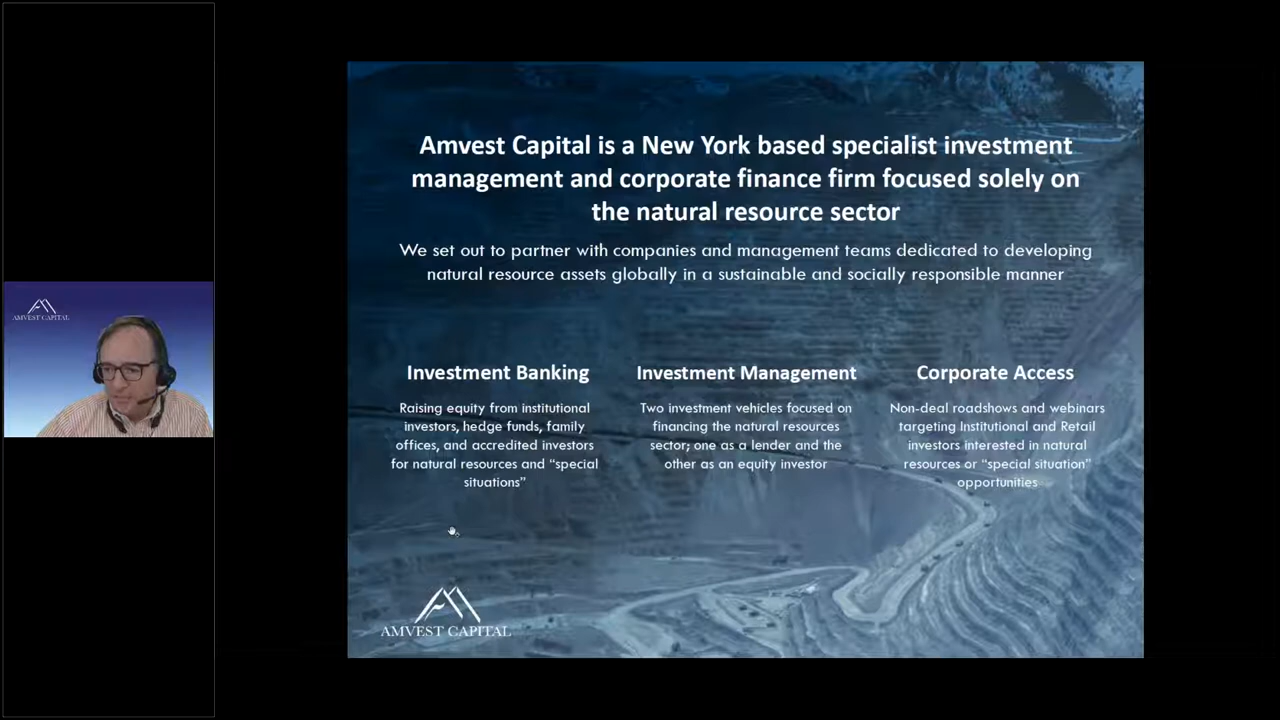 AMVEST CAPITAL
Amvest Capital is a New York based specialist investment
management and corporate finance firm focused solely on
the natural resource sector
We set out to partner with companies and management teams dedicated to developing
natural resource assets globally in a sustainable and socially responsible manner
Investment Banking
Raising equity from institutional
investors, hedge funds, family
offices, and accredited investors
for natural resources and “special
situations”
Investment Management
Two investment vehicles focused on
financing the natural resources
sector; one as a lender and the
other as an equity investor
Corporate Access
Non-deal roadshows and webinars
targeting Institutional and Retail
investors interested in natural
resources or “special situation”
opportunities
AMVEST CAPITAL